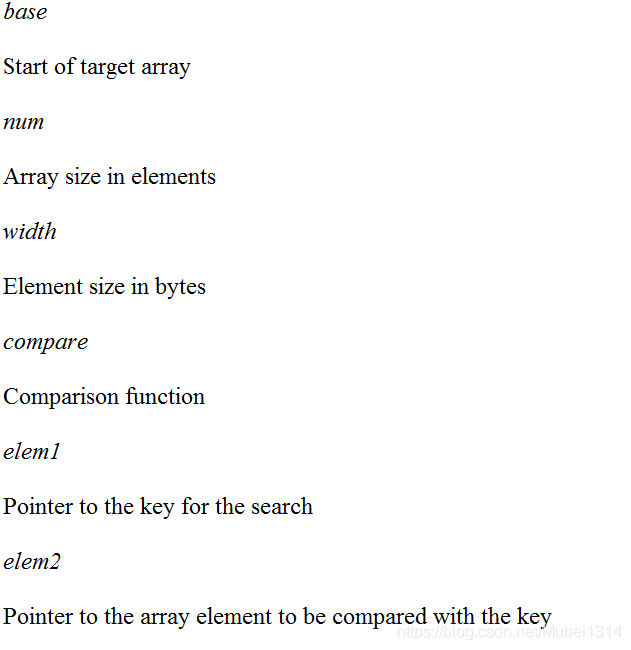 base
Start of target array
num
Array size in elements
width
Element size in bytes
compare
Comparison function
elem1
Pointer to the key for the search
elem2
Pointer to the array element to be compared with the key
https://blog.csdn.net/Mubei1314